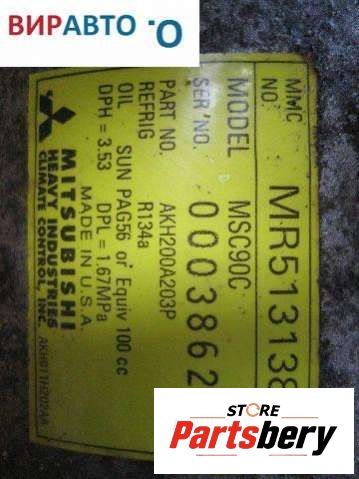 ВИРАВТО .O
MMC NO. MR513138
MODEL MSC90C
SER'NO. 0003862
PART NO. AKH200A203P
REFRIG R134a
OIL SUN PAG56 or Equiv 100 cc
DPH = 3.53 DPL = 1.67MPa
MADE IN U.S.A.
MITSUBISHI
HEAVY INDUSTRIES
CLIMATE CONTROL, INC.
STORE
Partsbery